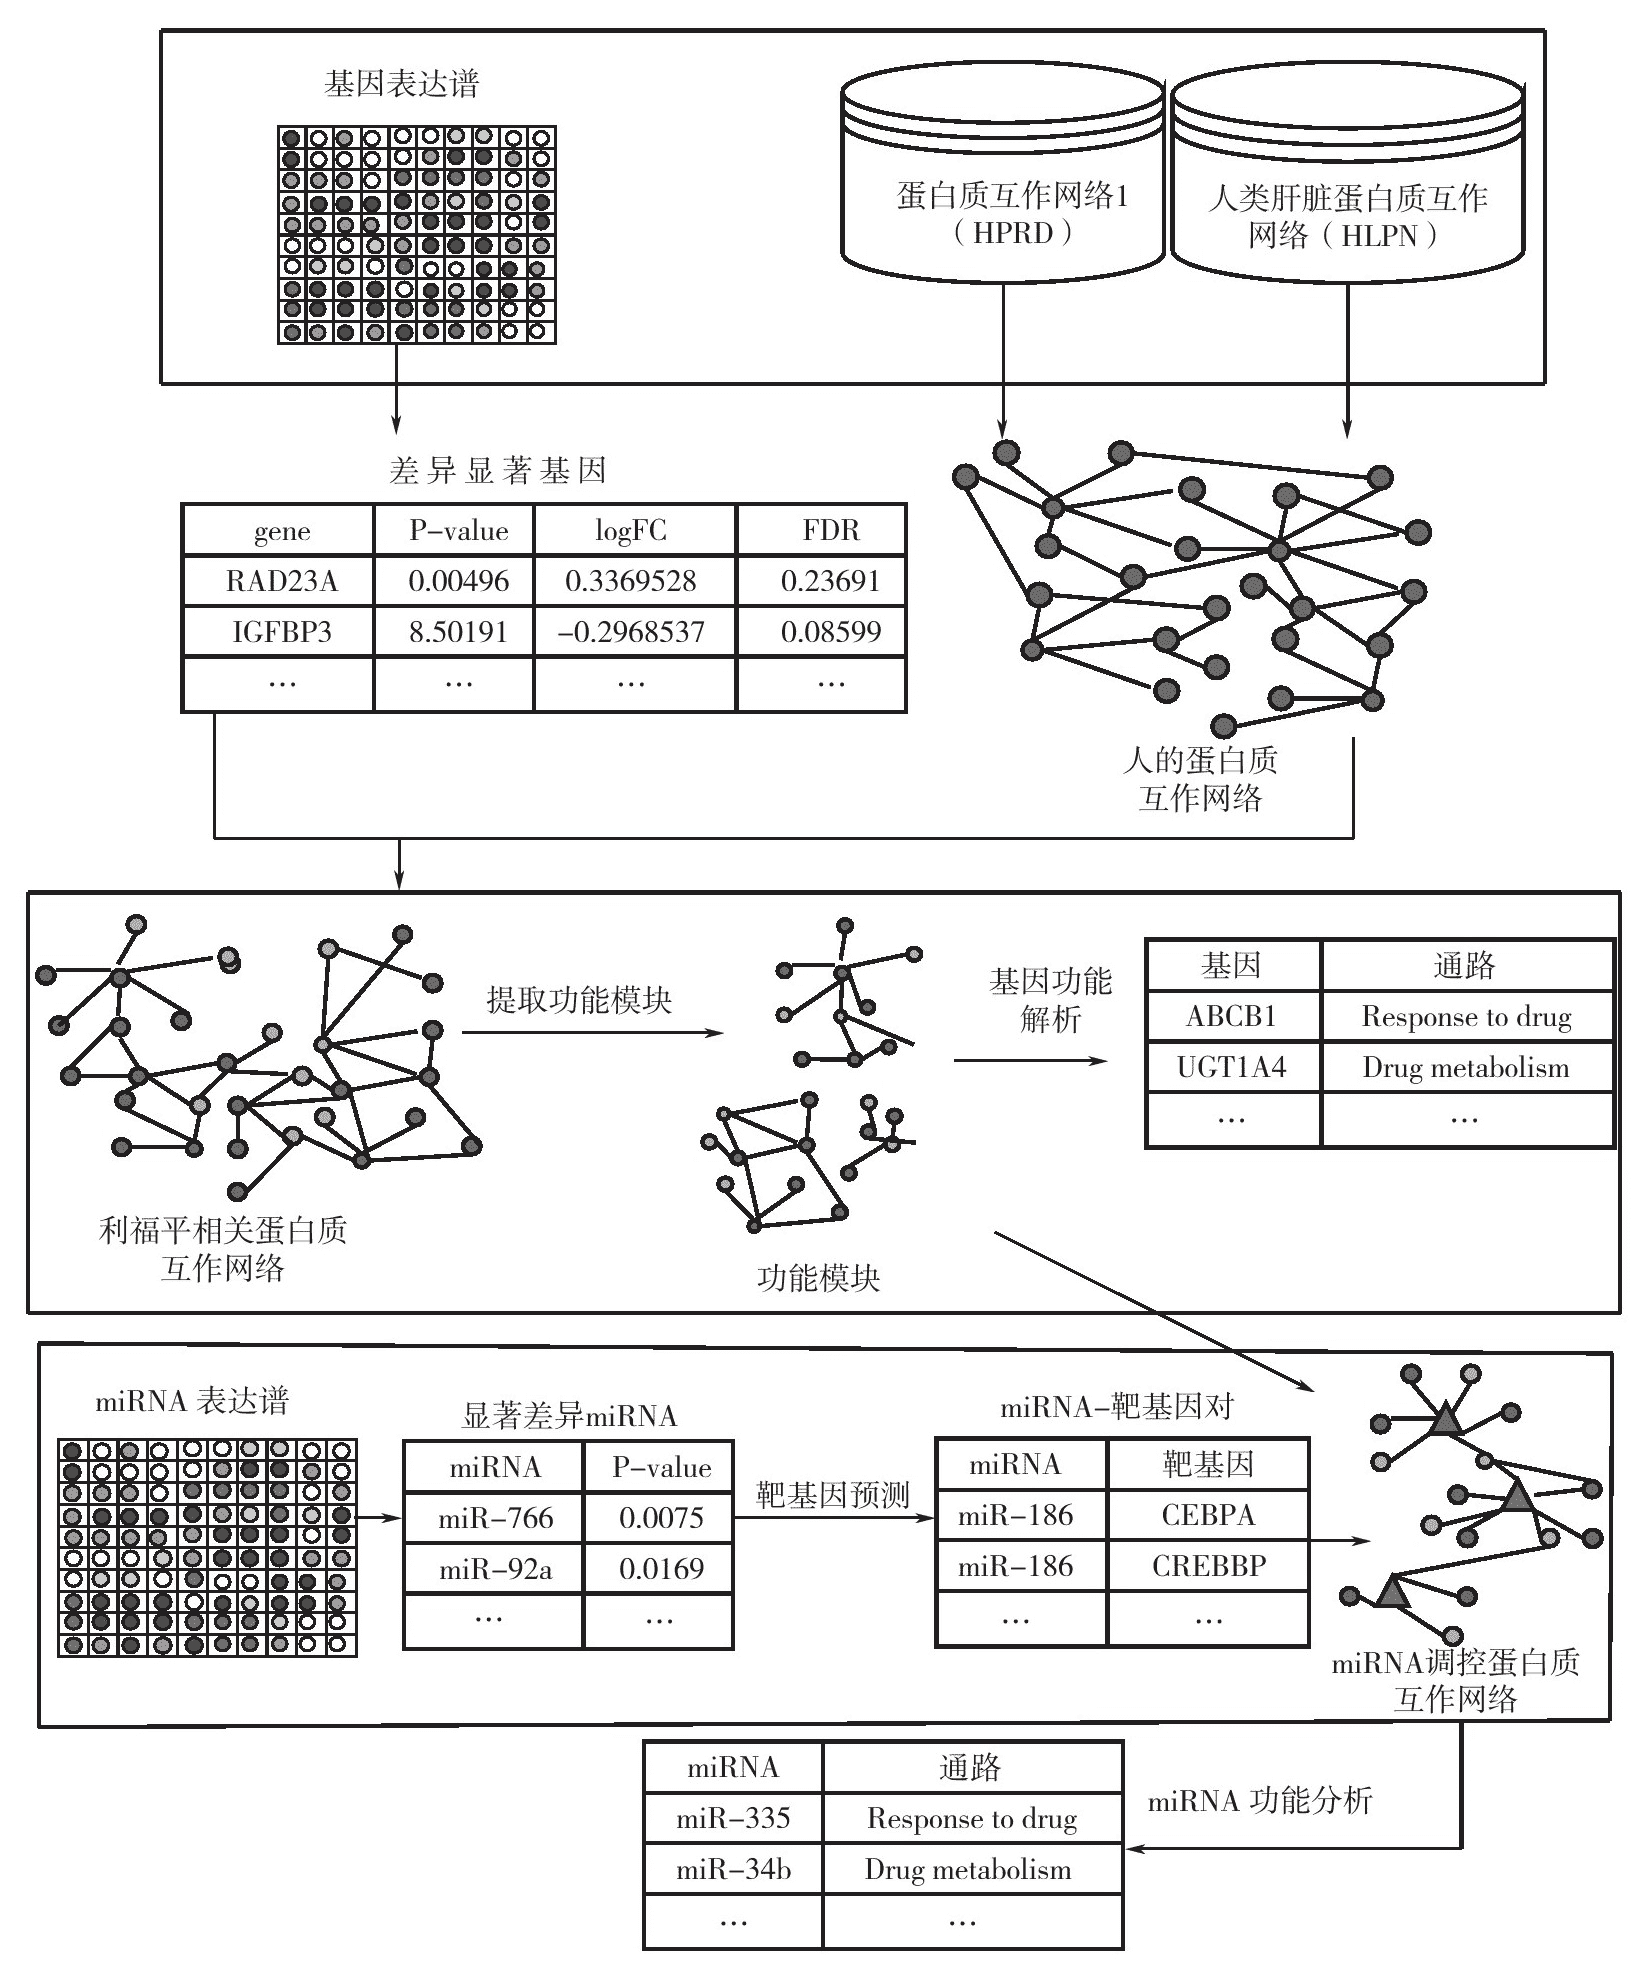 基因表达谱
蛋白质互作网络1
（HPRD）
人类肝脏蛋白质互作
网络（HLPN）
差异显著基因
gene P-value logFC FDR
RAD23A 0.00496 0.3369528 0.23691
IGFBP3 8.50191 -0.2968537 0.08599
… … … …
人的蛋白质
互作网络
提取功能模块
基因功能
解析
基因 通路
ABCB1 Response to drug
UGT1A4 Drug metabolism
… …
利福平相关蛋白质
互作网络
功能模块
miRNA 表达谱
显著差异miRNA
miRNA P-value
miR-766 0.0075
miR-92a 0.0169
… …
靶基因预测
miRNA-靶基因对
miRNA 靶基因
miR-186 CEBPA
miR-186 CREBBP
… …
miRNA调控蛋白质
互作网络
miRNA 功能分析
miRNA 通路
miR-335 Response to drug
miR-34b Drug metabolism
… …